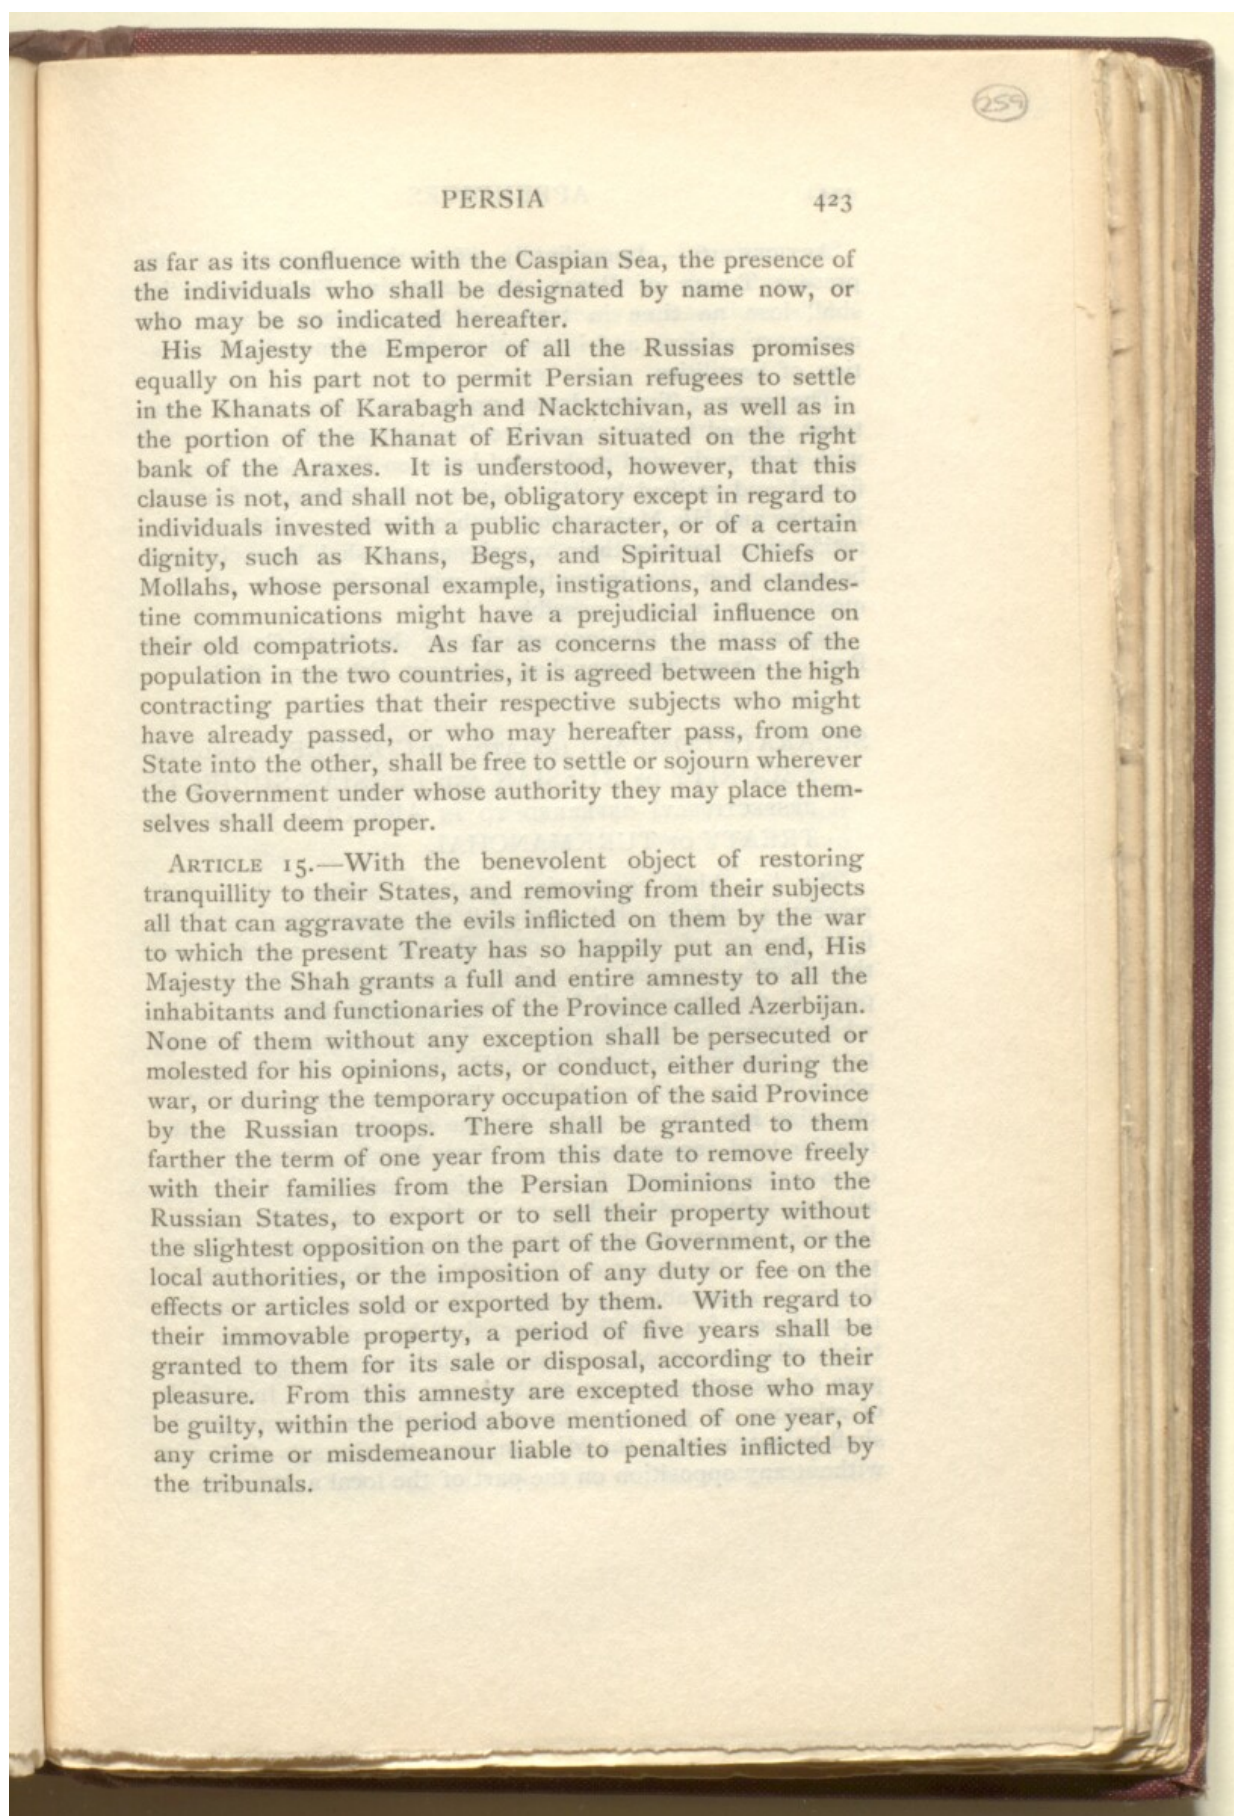 259
PERSIA 423
as far as its confluence with the Caspian Sea, the presence of
the individuals who shall be designated by name now, or
who may be so indicated hereafter.
His Majesty the Emperor of all the Russias promises
equally on his part not to permit Persian refugees to settle
in the Khanats of Karabagh and Nacktchivan, as well as in
the portion of the Khanat of Erivan situated on the right
bank of the Araxes. It is understood, however, that this
clause is not, and shall not be, obligatory except in regard to
individuals invested with a public character, or of a certain
dignity, such as Khans, Begs, and Spiritual Chiefs or
Mollahs, whose personal example, instigations, and clandes-
tine communications might have a prejudicial influence on
their old compatriots. As far as concerns the mass of the
population in the two countries, it is agreed between the high
contracting parties that their respective subjects who might
have already passed, or who may hereafter pass, from one
State into the other, shall be free to settle or sojourn wherever
the Government under whose authority they may place them-
selves shall deem proper.
ARTICLE 15.—With the benevolent object of restoring
tranquillity to their States, and removing from their subjects
all that can aggravate the evils inflicted on them by the war
to which the present Treaty has so happily put an end, His
Majesty the Shah grants a full and entire amnesty to all the
inhabitants and functionaries of the Province called Azerbijan.
None of them without any exception shall be persecuted or
molested for his opinions, acts, or conduct, either during the
war, or during the temporary occupation of the said Province
by the Russian troops. There shall be granted to them
farther the term of one year from this date to remove freely
with their families from the Persian Dominions into the
Russian States, to export or to sell their property without
the slightest opposition on the part of the Government, or the
local authorities, or the imposition of any duty or fee on the
effects or articles sold or exported by them. With regard to
their immovable property, a period of five years shall be
granted to them for its sale or disposal, according to their
pleasure. From this amnesty are excepted those who may
be guilty, within the period above mentioned of one year, of
any crime or misdemeanour liable to penalties inflicted by
the tribunals.